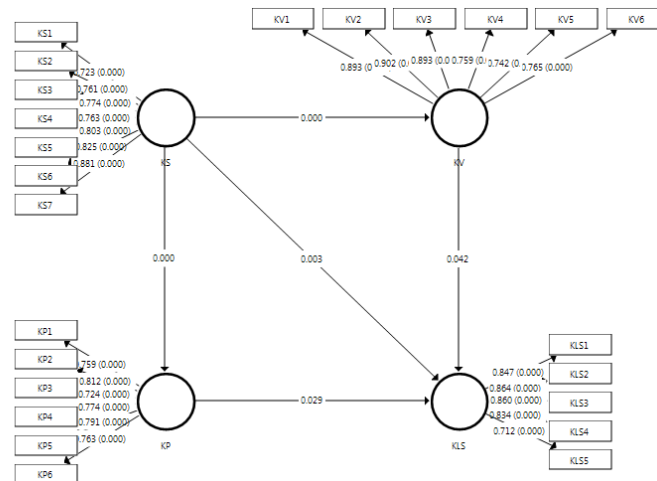 KS1
KS2
KS3
KS4
KS5
KS6
KS7
.723 (0.000)
0.761 (0.000)
0.774 (0.000)
0.763 (0.000)
0.803 (0.000)
0.825 (0.000)
0.881 (0.000)
KS
KV1
KV2
KV3
KV4
KV5
KV6
0.893 (0
0.902 (0.
0.893 (0.0
0.759 (0.
0.742 (0
0.765 (0.000)
KV
0.000
0.000
0.003
0.042
KP1
KP2
KP3
KP4
KP5
KP6
.759 (0.000)
0.812 (0.000)
0.724 (0.000)
0.774 (0.000)
0.791 (0.000)
0.763 (0.000)
KP
0.029
KLS
0.847 (0.000)
0.864 (0.000)
0.860 (0.000)
0.834 (0.000)
0.712 (0.000)
KLS1
KLS2
KLS3
KLS4
KLS5